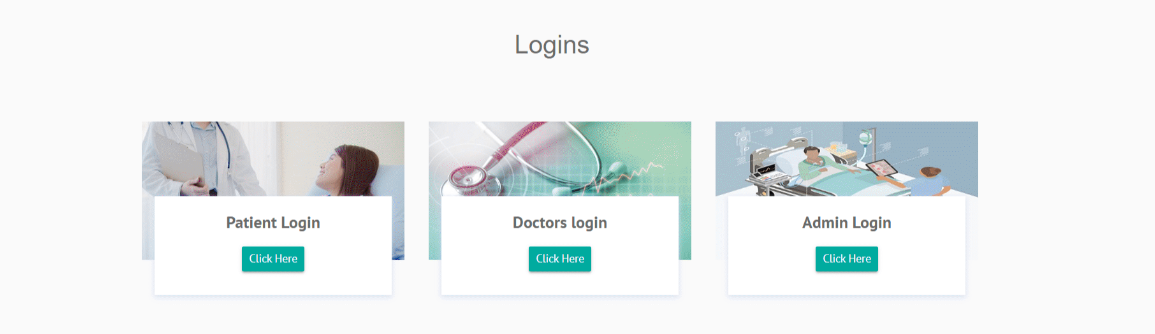 Logins
Patient Login
Click Here
Doctors login
Click Here
Admin Login
Click Here